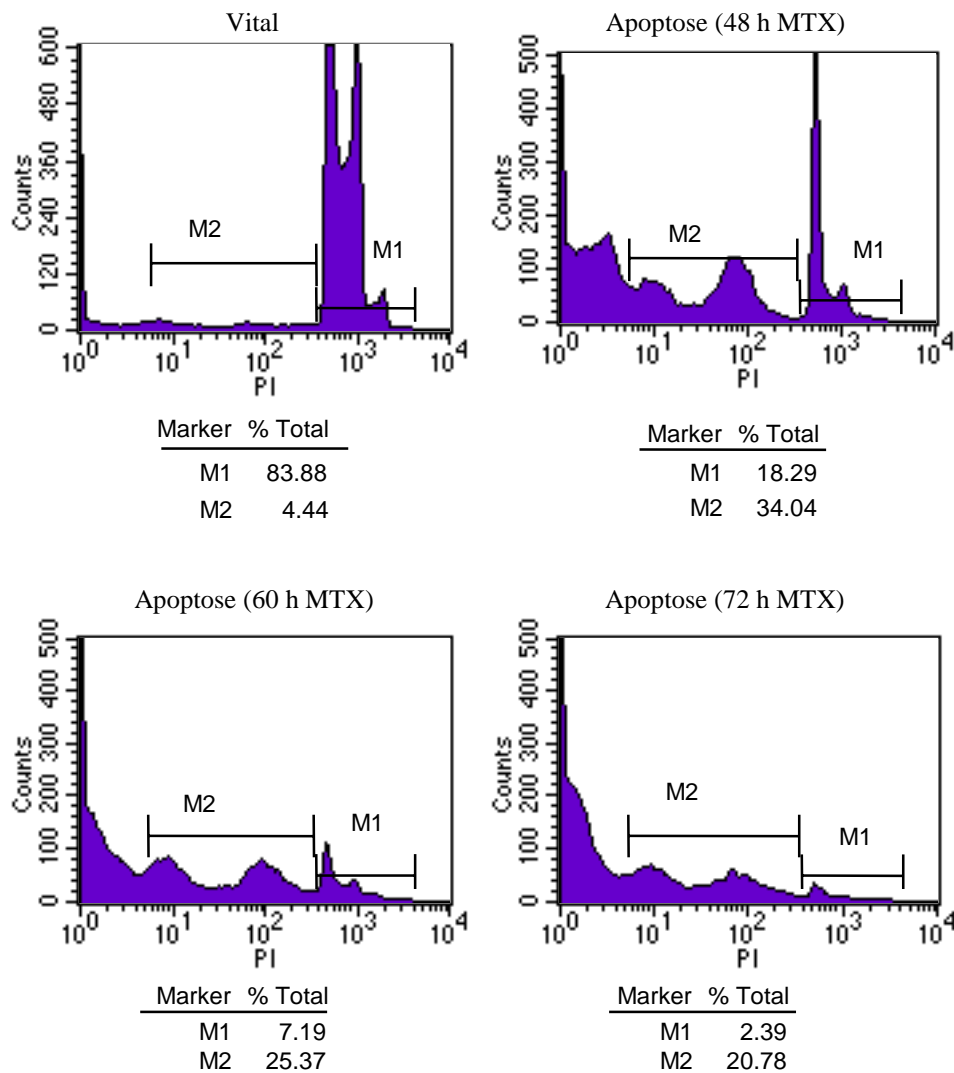 Vital
600
480
360
240
120
0
Counts
M2
M1
10^0 10^1 10^2 10^3 10^4
PI
Marker % Total
M1 83.88
M2 4.44
Apoptose (48 h MTX)
500
400
300
200
100
0
Counts
M2
M1
10^0 10^1 10^2 10^3 10^4
PI
Marker % Total
M1 18.29
M2 34.04
Apoptose (60 h MTX)
500
400
300
200
100
0
Counts
M2
M1
10^0 10^1 10^2 10^3 10^4
PI
Marker % Total
M1 7.19
M2 25.37
Apoptose (72 h MTX)
500
400
300
200
100
0
Counts
M2
M1
10^0 10^1 10^2 10^3 10^4
PI
Marker % Total
M1 2.39
M2 20.78